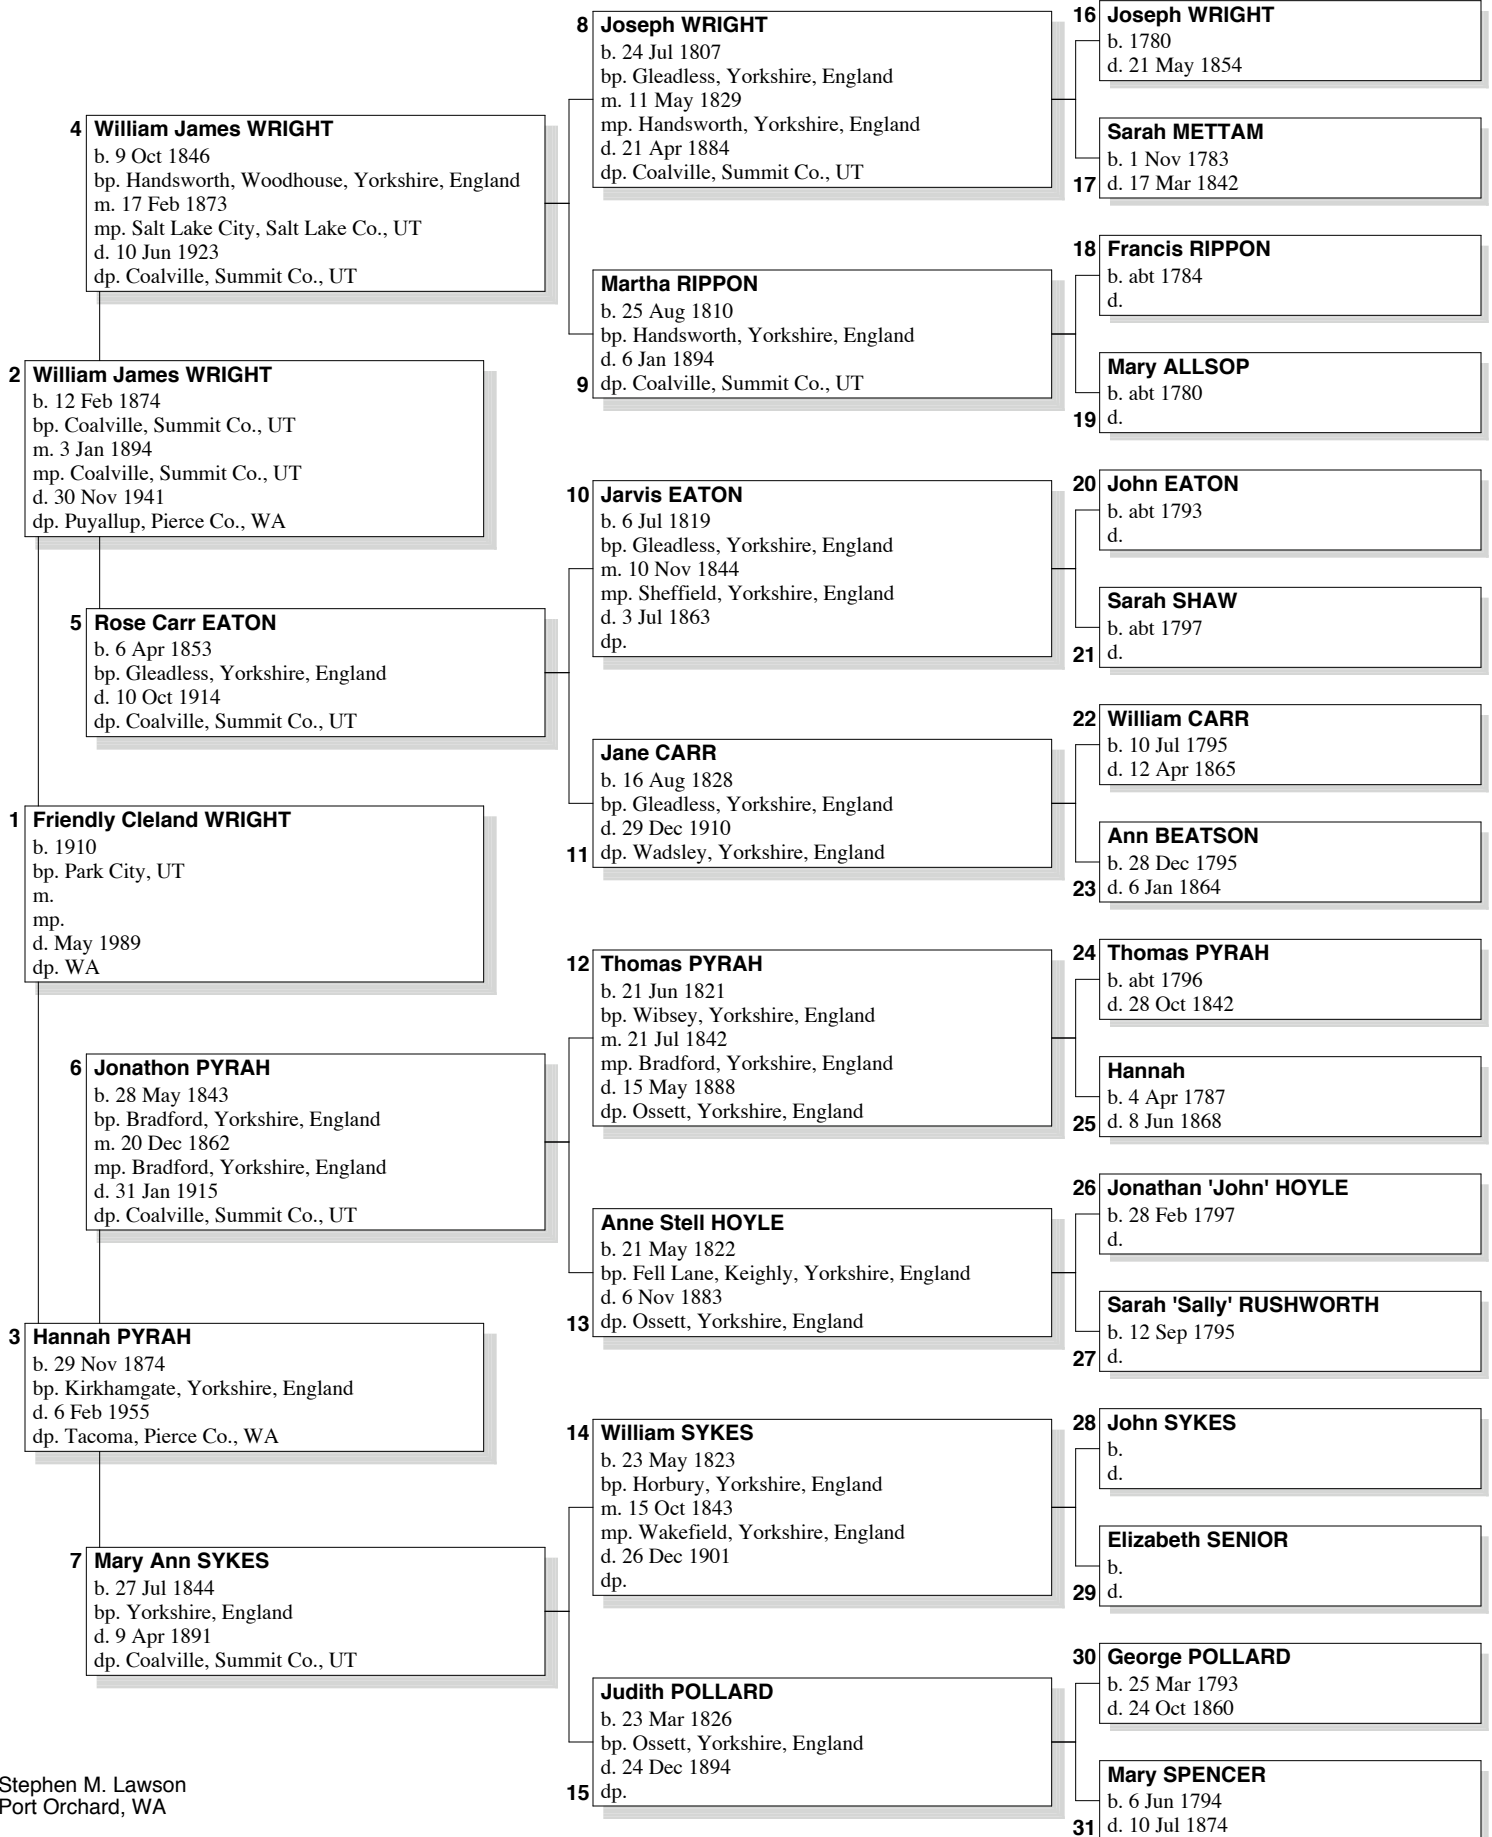 1 Friendly Cleland WRIGHT
b. 1910
bp. Park City, UT
m.
mp.
d. May 1989
dp. WA
2 William James WRIGHT
b. 12 Feb 1874
bp. Coalville, Summit Co., UT
m. 3 Jan 1894
mp. Coalville, Summit Co., UT
d. 30 Nov 1941
dp. Puyallup, Pierce Co., WA
3 Hannah PYRAH
b. 29 Nov 1874
bp. Kirkhamgate, Yorkshire, England
d. 6 Feb 1955
dp. Tacoma, Pierce Co., WA
4 William James WRIGHT
b. 9 Oct 1846
bp. Handsworth, Woodhouse, Yorkshire, England
m. 17 Feb 1873
mp. Salt Lake City, Salt Lake Co., UT
d. 10 Jun 1923
dp. Coalville, Summit Co., UT
5 Rose Carr EATON
b. 6 Apr 1853
bp. Gleadless, Yorkshire, England
d. 10 Oct 1914
dp. Coalville, Summit Co., UT
6 Jonathon PYRAH
b. 28 May 1843
bp. Bradford, Yorkshire, England
m. 20 Dec 1862
mp. Bradford, Yorkshire, England
d. 31 Jan 1915
dp. Coalville, Summit Co., UT
7 Mary Ann SYKES
b. 27 Jul 1844
bp. Yorkshire, England
d. 9 Apr 1891
dp. Coalville, Summit Co., UT
8 Joseph WRIGHT
b. 24 Jul 1807
bp. Gleadless, Yorkshire, England
m. 11 May 1829
mp. Handsworth, Yorkshire, England
d. 21 Apr 1884
dp. Coalville, Summit Co., UT
Martha RIPPON
b. 25 Aug 1810
bp. Handsworth, Yorkshire, England
d. 6 Jan 1894
9 dp. Coalville, Summit Co., UT
10 Jarvis EATON
b. 6 Jul 1819
bp. Gleadless, Yorkshire, England
m. 10 Nov 1844
mp. Sheffield, Yorkshire, England
d. 3 Jul 1863
dp.
Jane CARR
b. 16 Aug 1828
bp. Gleadless, Yorkshire, England
d. 29 Dec 1910
11 dp. Wadsley, Yorkshire, England
12 Thomas PYRAH
b. 21 Jun 1821
bp. Wibsey, Yorkshire, England
m. 21 Jul 1842
mp. Bradford, Yorkshire, England
d. 15 May 1888
dp. Ossett, Yorkshire, England
Anne Stell HOYLE
b. 21 May 1822
bp. Fell Lane, Keighly, Yorkshire, England
d. 6 Nov 1883
13 dp. Ossett, Yorkshire, England
14 William SYKES
b. 23 May 1823
bp. Horbury, Yorkshire, England
m. 15 Oct 1843
mp. Wakefield, Yorkshire, England
d. 26 Dec 1901
dp.
Judith POLLARD
b. 23 Mar 1826
bp. Ossett, Yorkshire, England
d. 24 Dec 1894
15 dp.
16 Joseph WRIGHT
b. 1780
d. 21 May 1854
Sarah METTAM
b. 1 Nov 1783
17 d. 17 Mar 1842
18 Francis RIPPON
b. abt 1784
d.
Mary ALLSOP
b. abt 1780
19 d.
20 John EATON
b. abt 1793
d.
Sarah SHAW
b. abt 1797
21 d.
22 William CARR
b. 10 Jul 1795
d. 12 Apr 1865
Ann BEATSON
b. 28 Dec 1795
23 d. 6 Jan 1864
24 Thomas PYRAH
b. abt 1796
d. 28 Oct 1842
Hannah
b. 4 Apr 1787
25 d. 8 Jun 1868
26 Jonathan 'John' HOYLE
b. 28 Feb 1797
d.
Sarah 'Sally' RUSHWORTH
b. 12 Sep 1795
27 d.
28 John SYKES
b.
d.
Elizabeth SENIOR
b.
29 d.
30 George POLLARD
b. 25 Mar 1793
d. 24 Oct 1860
Mary SPENCER
b. 6 Jun 1794
31 d. 10 Jul 1874
Stephen M. Lawson
Port Orchard, WA